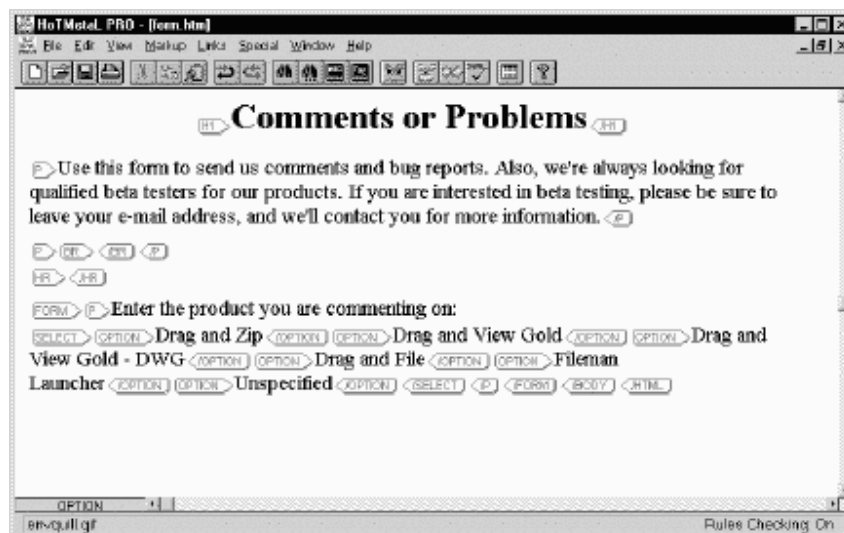 HoTMetaL PRO - [form.htm]
File Edit View Markup Links Special Window Help
H1 Comments or Problems /H1
P Use this form to send us comments and bug reports. Also, we're always looking for
qualified beta testers for our products. If you are interested in beta testing, please be sure to
leave your e-mail address, and we'll contact you for more information. /P
P BR /BR /P
HR /HR
FORM P Enter the product you are commenting on:
SELECT OPTION Drag and Zip /OPTION OPTION Drag and View Gold /OPTION OPTION Drag and
View Gold - DWG /OPTION OPTION Drag and File /OPTION OPTION Fileman
Launcher /OPTION OPTION Unspecified /OPTION /SELECT /P /FORM /BODY /HTML
OPTION
envquill.gif Rules Checking On